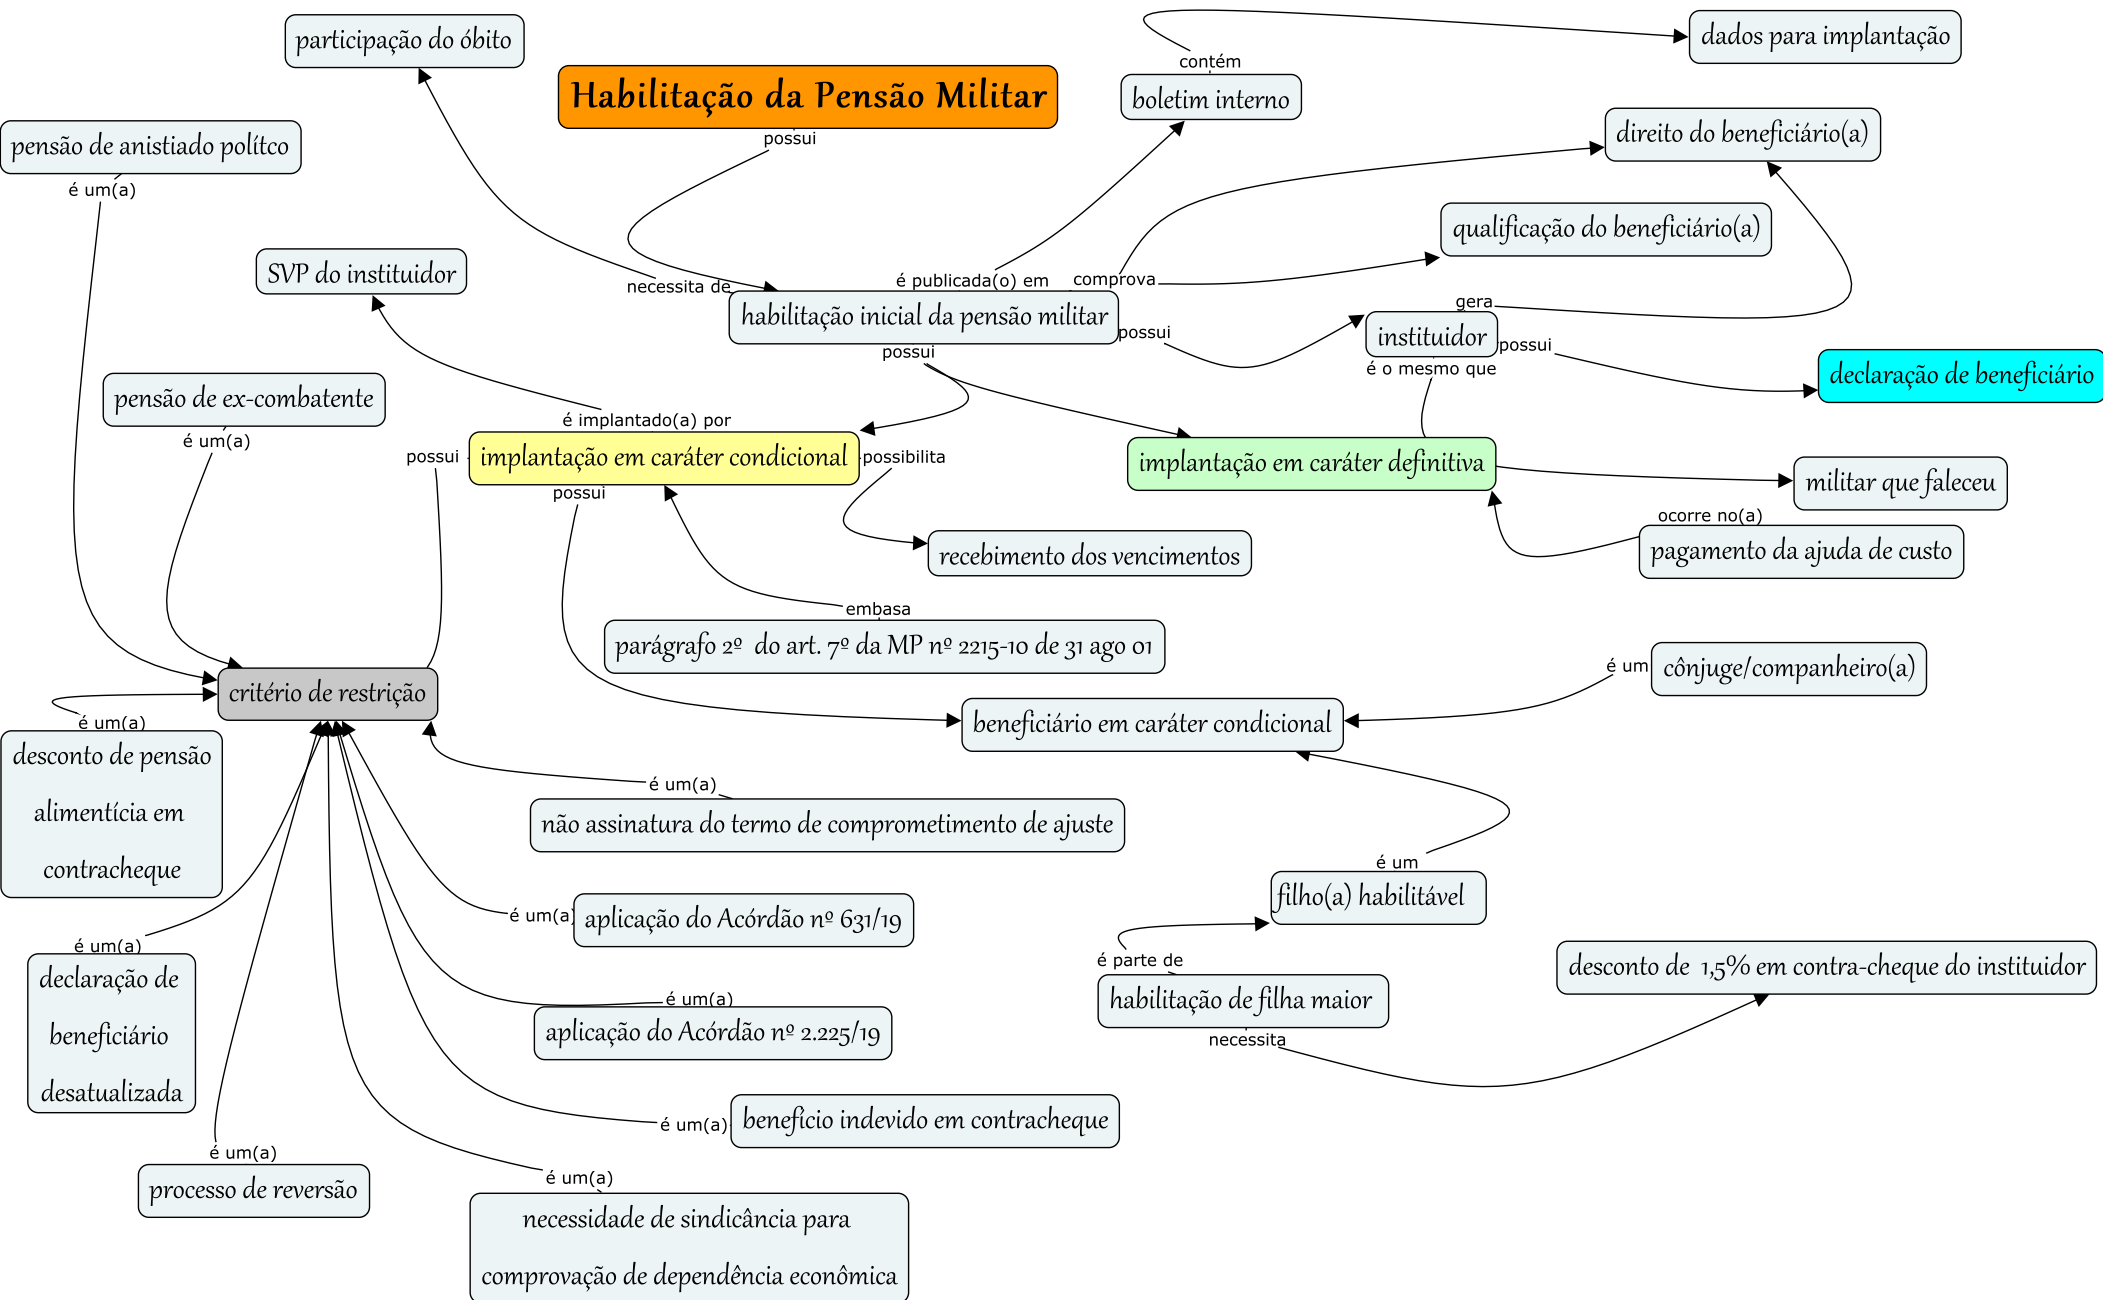 participação do óbito
dados para implantação
contém
Habilitação da Pensão Militar
boletim interno
possui
direito do beneficiário(a)
pensão de anistiado polítco
é um(a)
qualificação do beneficiário(a)
SVP do instituidor
necessita de
é publicada(o) em
comprova
habilitação inicial da pensão militar
gera
possui
instituidor
possui
possui
é o mesmo que
declaração de beneficiário
pensão de ex-combatente
é um(a)
é implantado(a) por
possui
implantação em caráter condicional
possibilita
implantação em caráter definitiva
militar que faleceu
possui
ocorre no(a)
pagamento da ajuda de custo
recebimento dos vencimentos
embasa
parágrafo 2º do art. 7º da MP nº 2215-10 de 31 ago 01
é um
cônjuge/companheiro(a)
critério de restrição
beneficiário em caráter condicional
é um(a)
desconto de pensão
alimentícia em
contracheque
é um(a)
não assinatura do termo de comprometimento de ajuste
é um
filho(a) habilitável
é um(a)
aplicação do Acórdão nº 631/19
é um(a)
declaração de
beneficiário
desatualizada
é parte de
habilitação de filha maior
desconto de 1,5% em contra-cheque do instituidor
necessita
é um(a)
aplicação do Acórdão nº 2.225/19
é um(a)
benefício indevido em contracheque
é um(a)
processo de reversão
é um(a)
necessidade de sindicância para
comprovação de dependência econômica